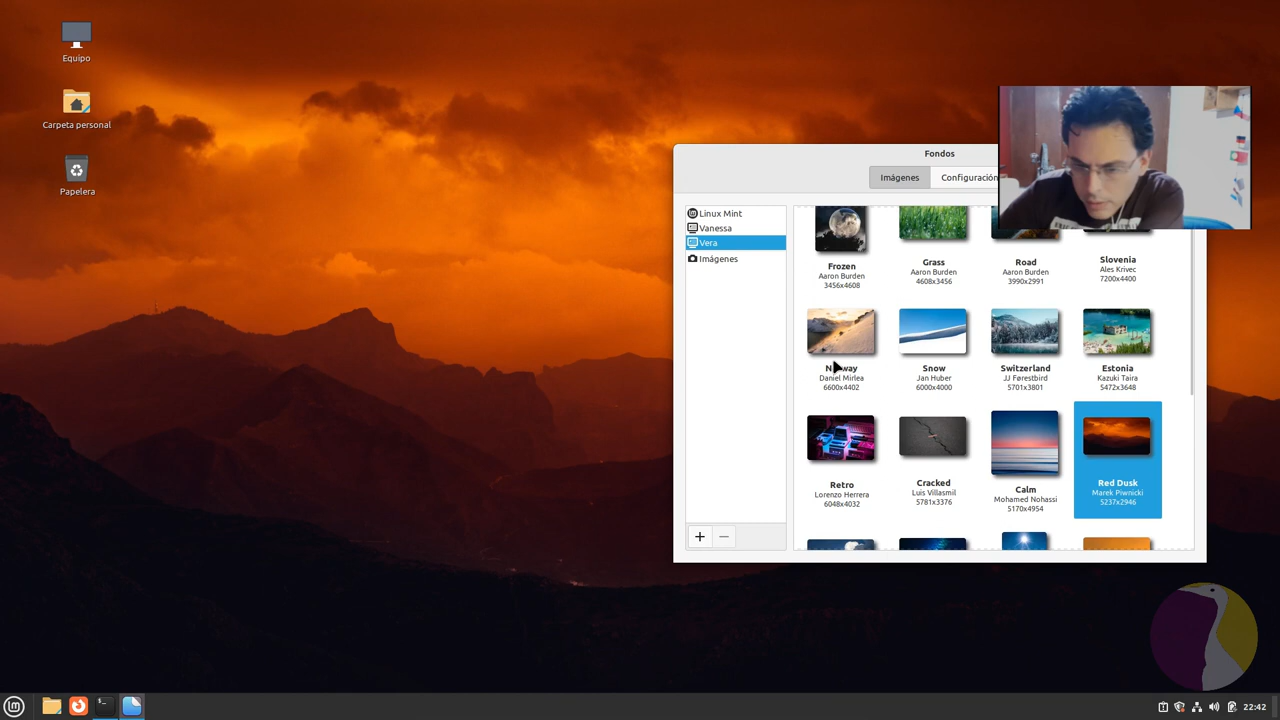 Equipo
Carpeta personal
Papelera
Fondos
Imágenes
Configuración
Linux Mint
Vanessa
Vera
Imágenes
Frozen
Aaron Burden
3456x4608
Grass
Aaron Burden
4608x3456
Road
Aaron Burden
3990x2991
Slovenia
Ales Krivec
7200x4400
Daniel Mirlea
6600x4402
Snow
Jan Huber
6000x4000
Switzerland
JJ Førestbird
5701x3801
Estonia
Kazuki Taira
5472x3648
Retro
Lorenzo Herrera
6048x4032
Cracked
Luis Villasmil
5781x3376
Calm
Mohamed Nohassi
5170x4954
Red Dusk
Marek Piwnicki
5237x2946
22:42